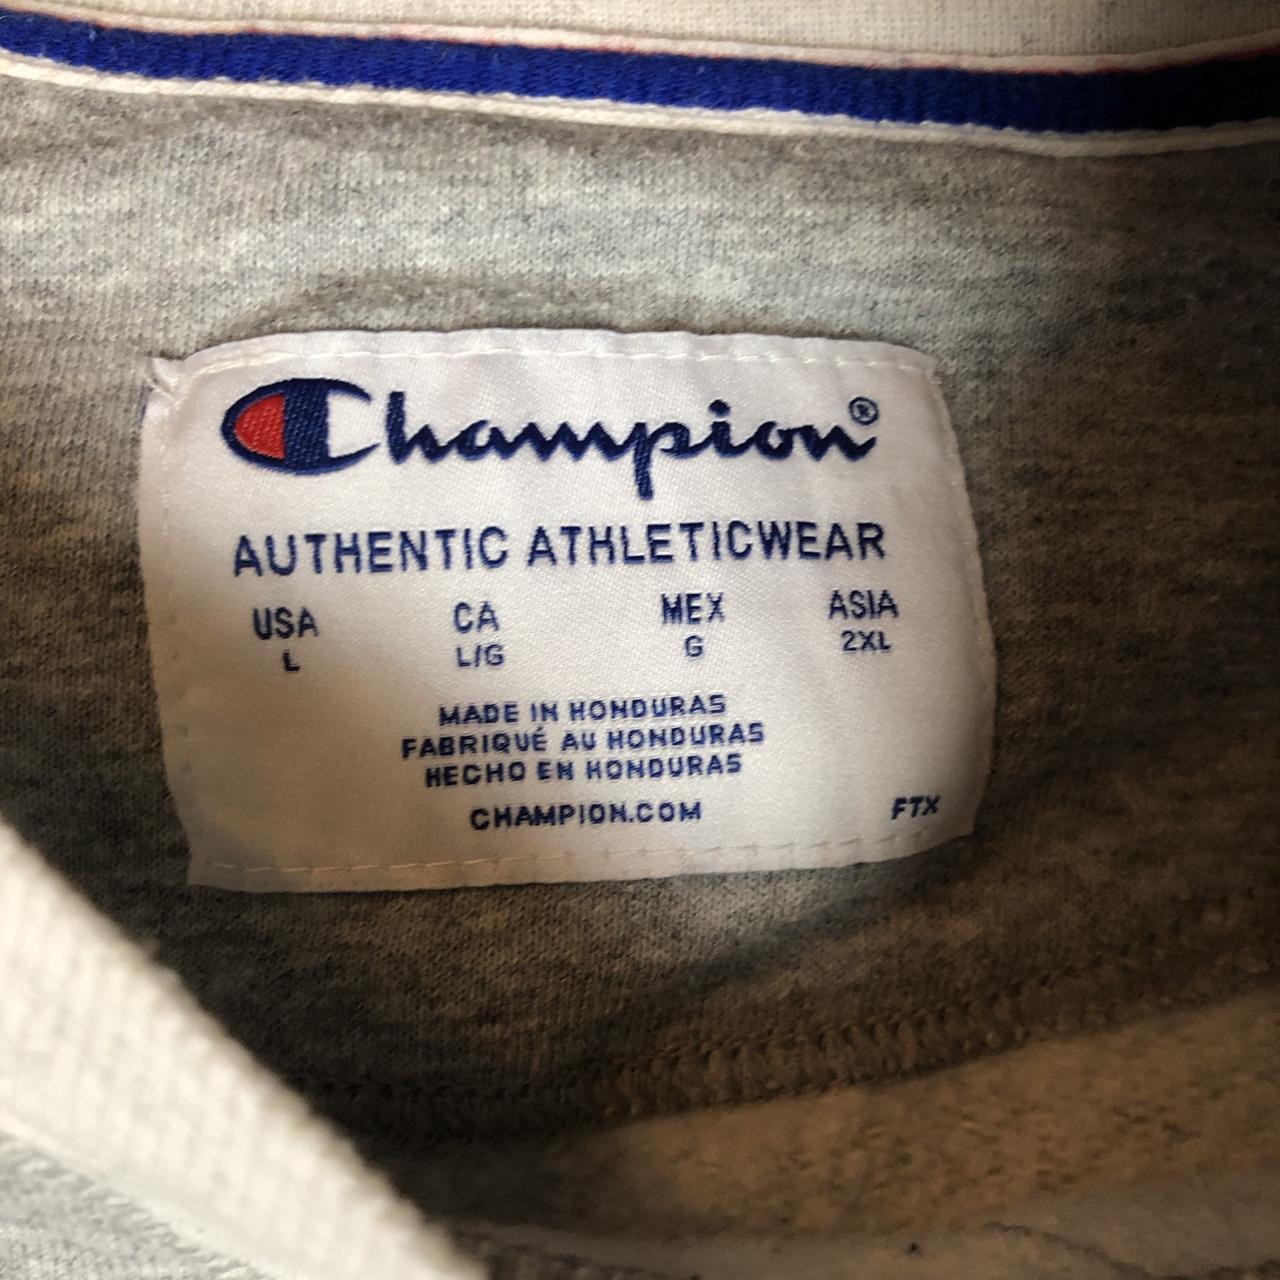 Champion®
AUTHENTIC ATHLETICWEAR
USA CA MEX ASIA
L L/G G 2XL
MADE IN HONDURAS
FABRIQUÉ AU HONDURAS
HECHO EN HONDURAS
CHAMPION.COM FTX